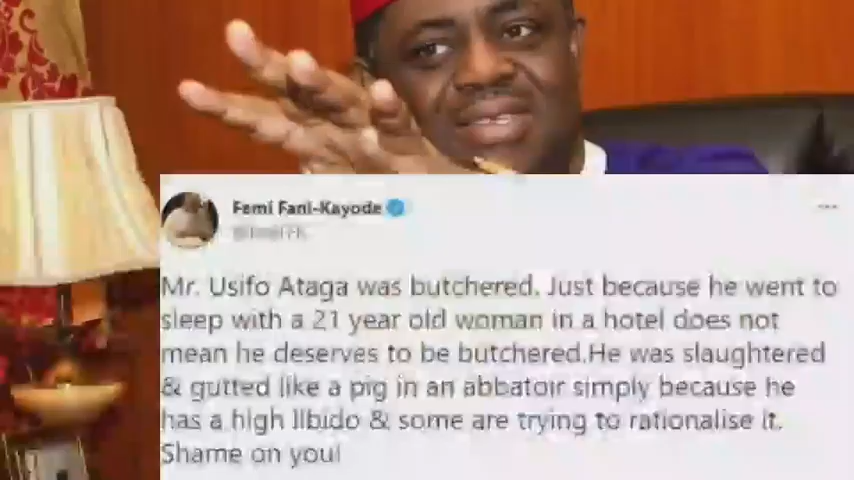 Femi Fani-Kayode
Mr. Usifo Ataga was butchered. Just because he went to
sleep with a 21 year old woman in a hotel does not
mean he deserves to be butchered.He was slaughtered
& gutted like a pig in an abbatoir simply because he
has a high libido & some are trying to rationalise it.
Shame on you!